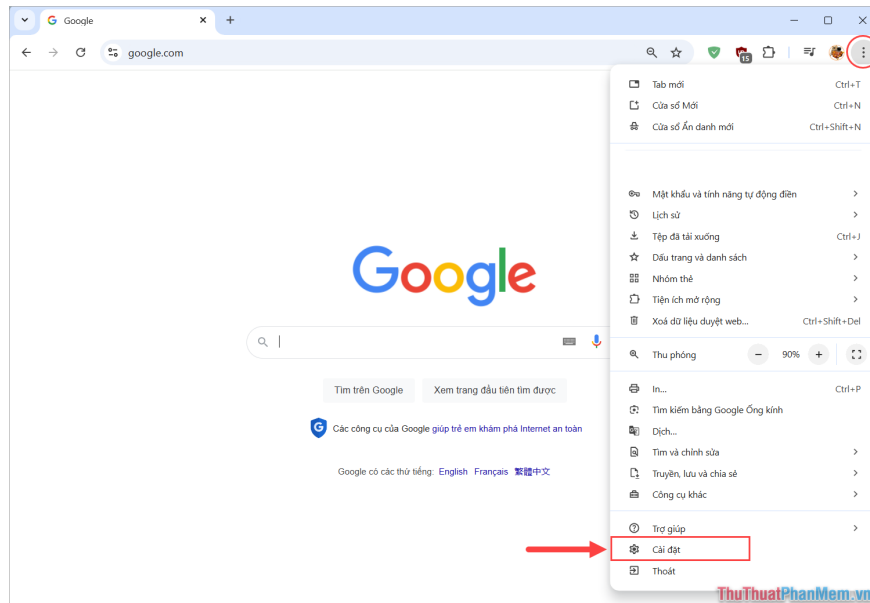 Google
google.com
15
Tab mới Ctrl+T
Cửa sổ Mới Ctrl+N
Cửa sổ Ẩn danh mới Ctrl+Shift+N
Mật khẩu và tính năng tự động điền
Lịch sử
Tệp đã tải xuống Ctrl+J
Dấu trang và danh sách
Nhóm thẻ
Tiện ích mở rộng
Xoá dữ liệu duyệt web... Ctrl+Shift+Del
Thu phóng − 90% +
In... Ctrl+P
Tìm kiếm bằng Google Ống kính
Dịch...
Tìm và chỉnh sửa
Truyền, lưu và chia sẻ
Công cụ khác
Trợ giúp
Cài đặt
Thoát
Google
Tìm trên Google Xem trang đầu tiên tìm được
Các công cụ của Google giúp trẻ em khám phá Internet an toàn
Google có các thứ tiếng: English Français 繁體中文
ThuThuatPhanMem.vn